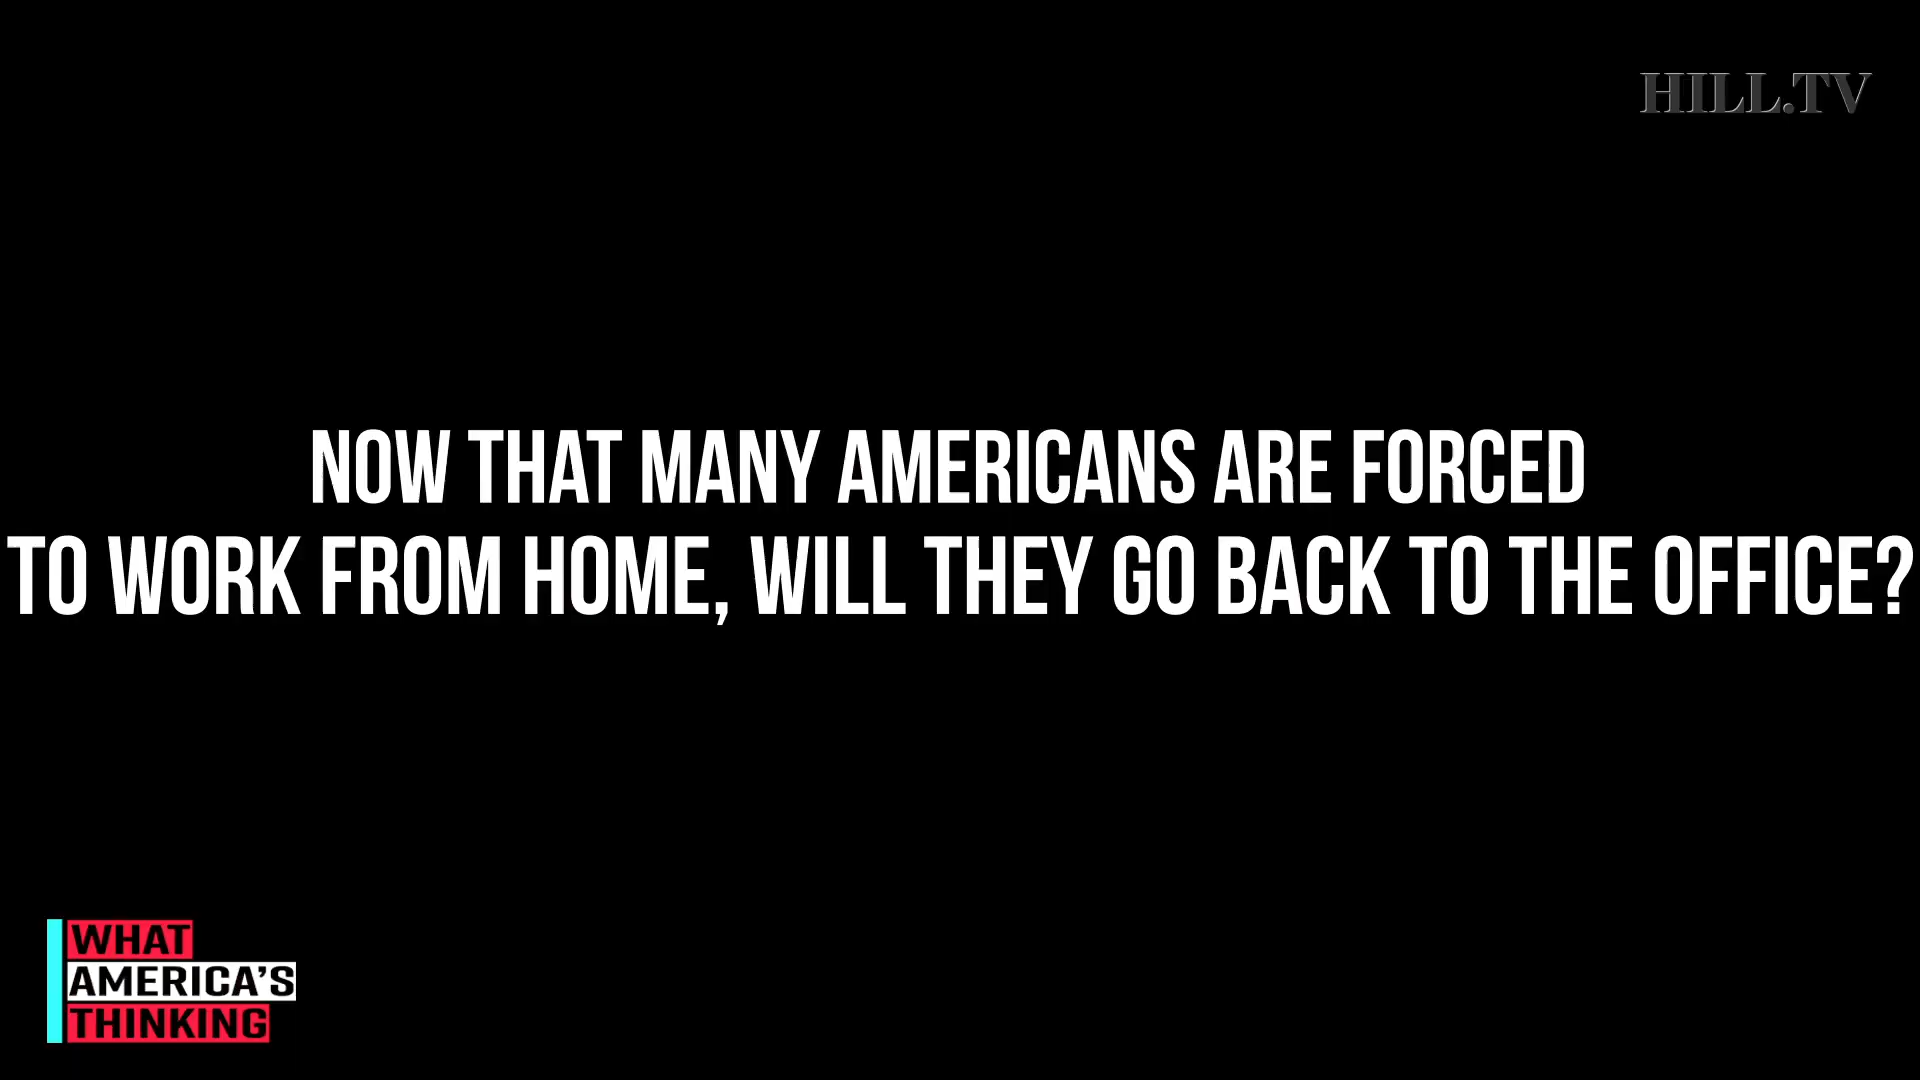 HILL.TV
NOW THAT MANY AMERICANS ARE FORCED
TO WORK FROM HOME, WILL THEY GO BACK TO THE OFFICE?
WHAT
AMERICA'S
THINKING